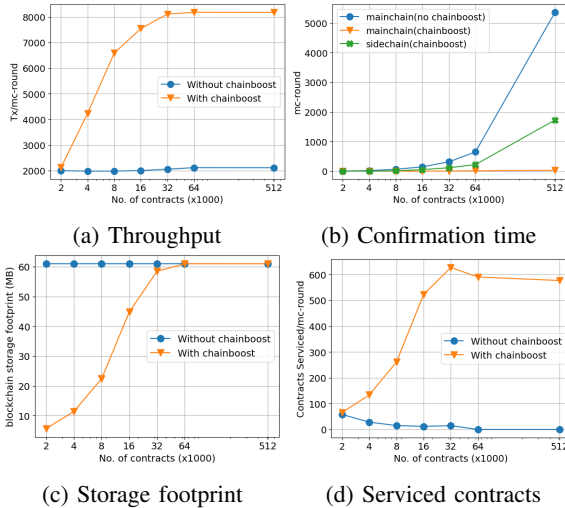 8000
7000
6000
5000
4000
3000
2000
Tx/mc-round
Without chainboost
With chainboost
2 4 8 16 32 64 512
No. of contracts (x1000)
(a) Throughput
5000
4000
3000
2000
1000
0
mc-round
mainchain(no chainboost)
mainchain(chainboost)
sidechain(chainboost)
2 4 8 16 32 64 512
No. of contracts (x1000)
(b) Confirmation time
60
50
40
30
20
10
blockchain storage footprint (MB)
Without chainboost
With chainboost
2 4 8 16 32 64 512
No. of contracts (x1000)
(c) Storage footprint
600
500
400
300
200
100
0
Contracts Serviced/mc-round
Without chainboost
With chainboost
2 4 8 16 32 64 512
No. of contracts (x1000)
(d) Serviced contracts